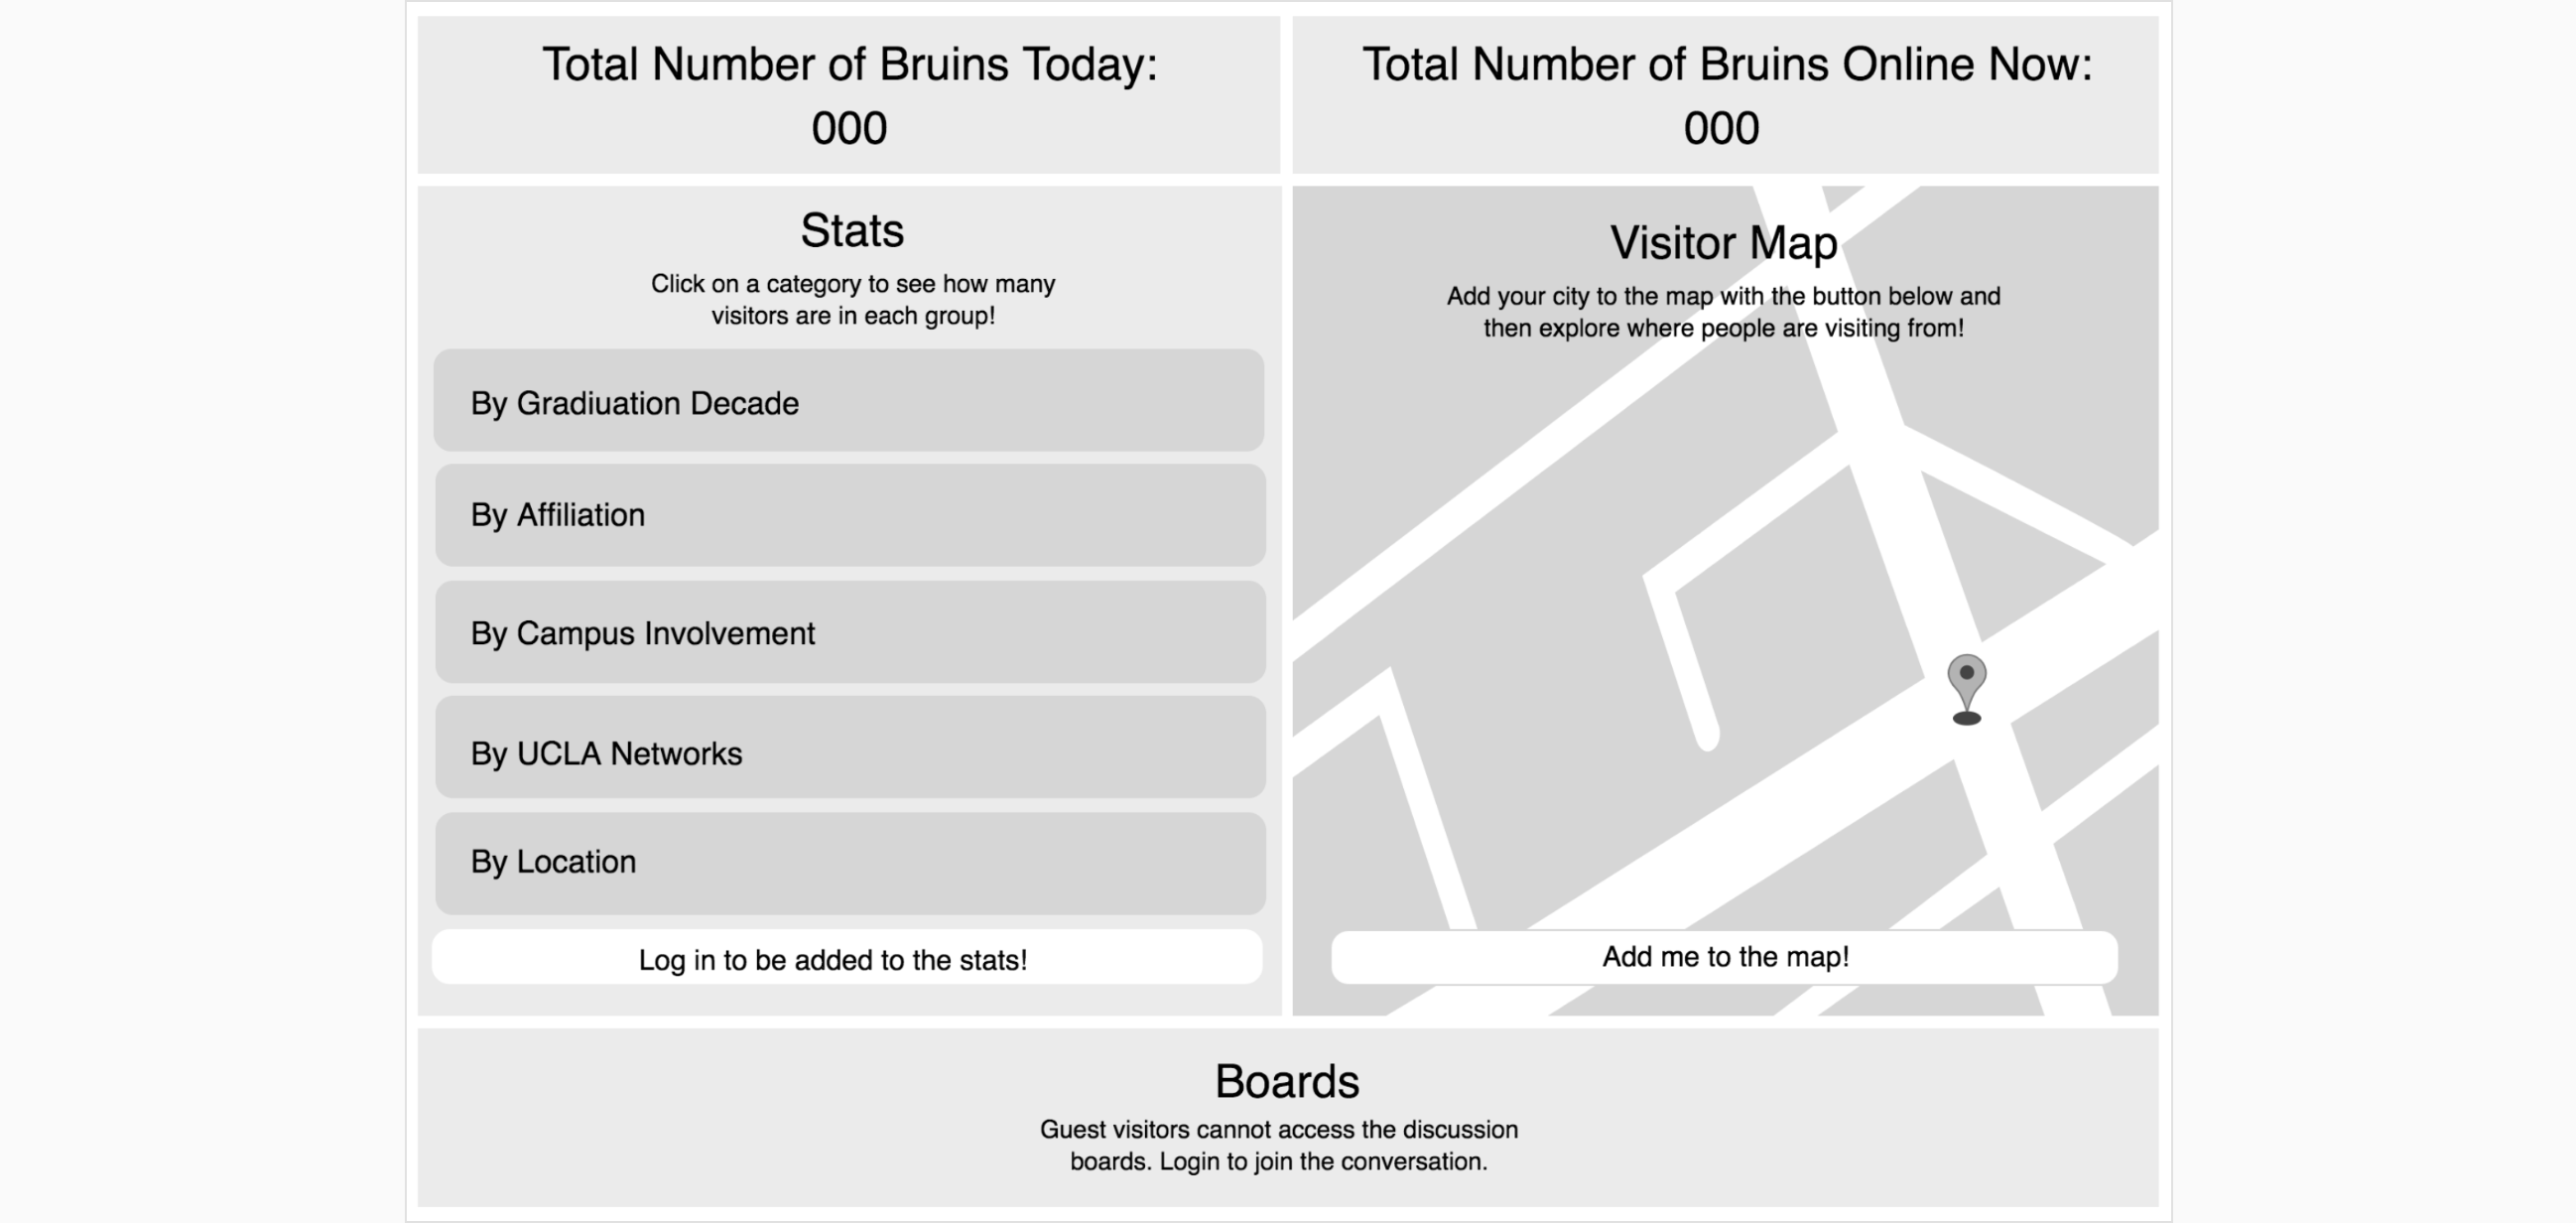 Total Number of Bruins Today:
000
Total Number of Bruins Online Now:
000
Stats
Click on a category to see how many
visitors are in each group!
By Gradiuation Decade
By Affiliation
By Campus Involvement
By UCLA Networks
By Location
Log in to be added to the stats!
Visitor Map
Add your city to the map with the button below and
then explore where people are visiting from!
Add me to the map!
Boards
Guest visitors cannot access the discussion
boards. Login to join the conversation.